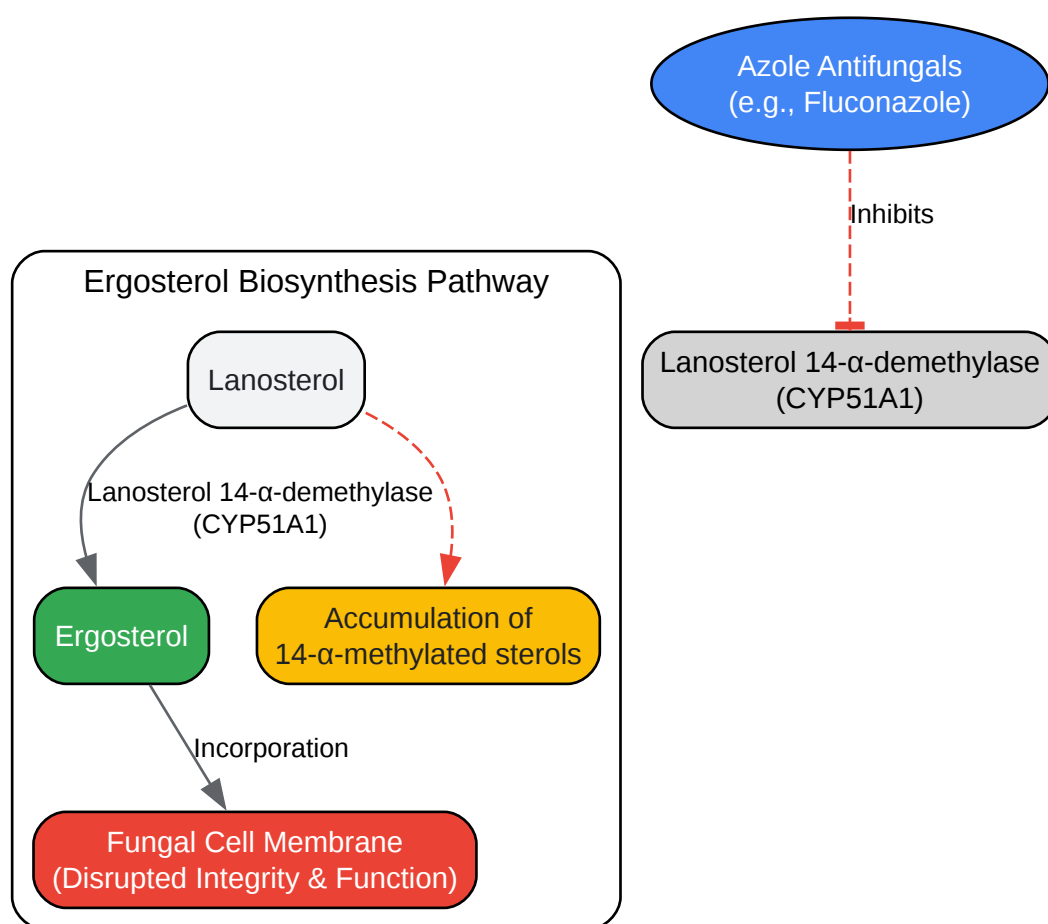 Azole Antifungals
(e.g., Fluconazole)
Inhibits
Lanosterol 14-α-demethylase
(CYP51A1)
Ergosterol Biosynthesis Pathway
Lanosterol
Lanosterol 14-α-demethylase
(CYP51A1)
Ergosterol
Accumulation of
14-α-methylated sterols
Incorporation
Fungal Cell Membrane
(Disrupted Integrity & Function)